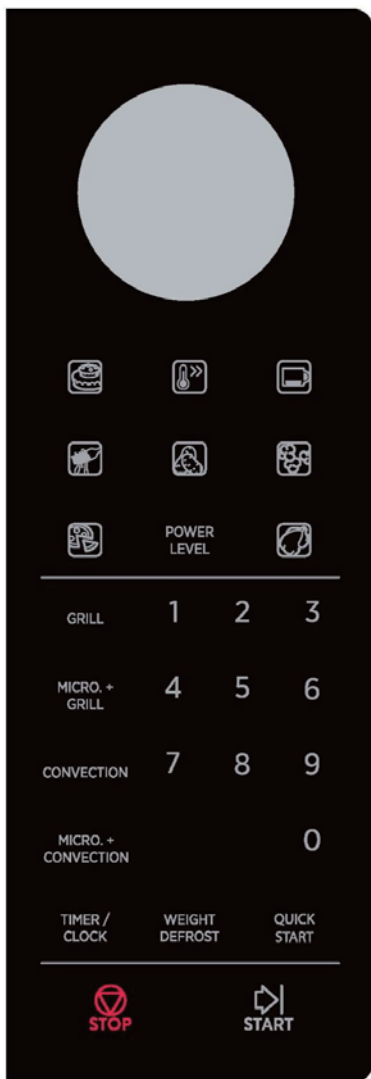 POWER
LEVEL
GRILL 1 2 3
MICRO. +
GRILL 4 5 6
CONVECTION 7 8 9
MICRO. +
CONVECTION 0
TIMER / WEIGHT QUICK
CLOCK DEFROST START
STOP START